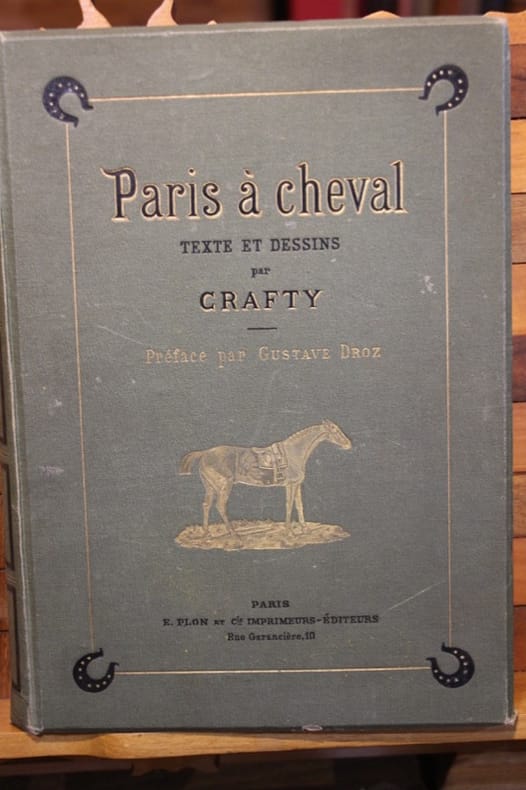 Paris à cheval
TEXTE ET DESSINS
par
CRAFTY
Préface par GUSTAVE DROZ
PARIS
E. PLON ET Cie IMPRIMEURS-ÉDITEURS
Rue Garancière, 10